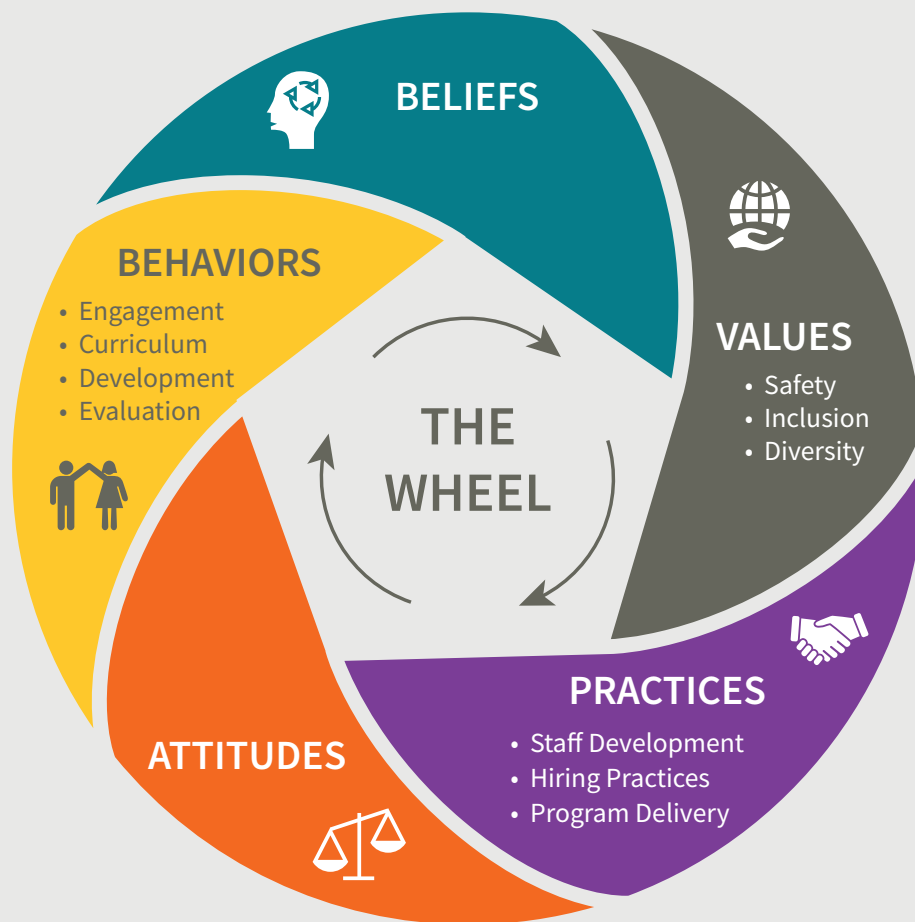 BELIEFS
VALUES
• Safety
• Inclusion
• Diversity
PRACTICES
• Staff Development
• Hiring Practices
• Program Delivery
ATTITUDES
BEHAVIORS
• Engagement
• Curriculum
• Development
• Evaluation
THE
WHEEL